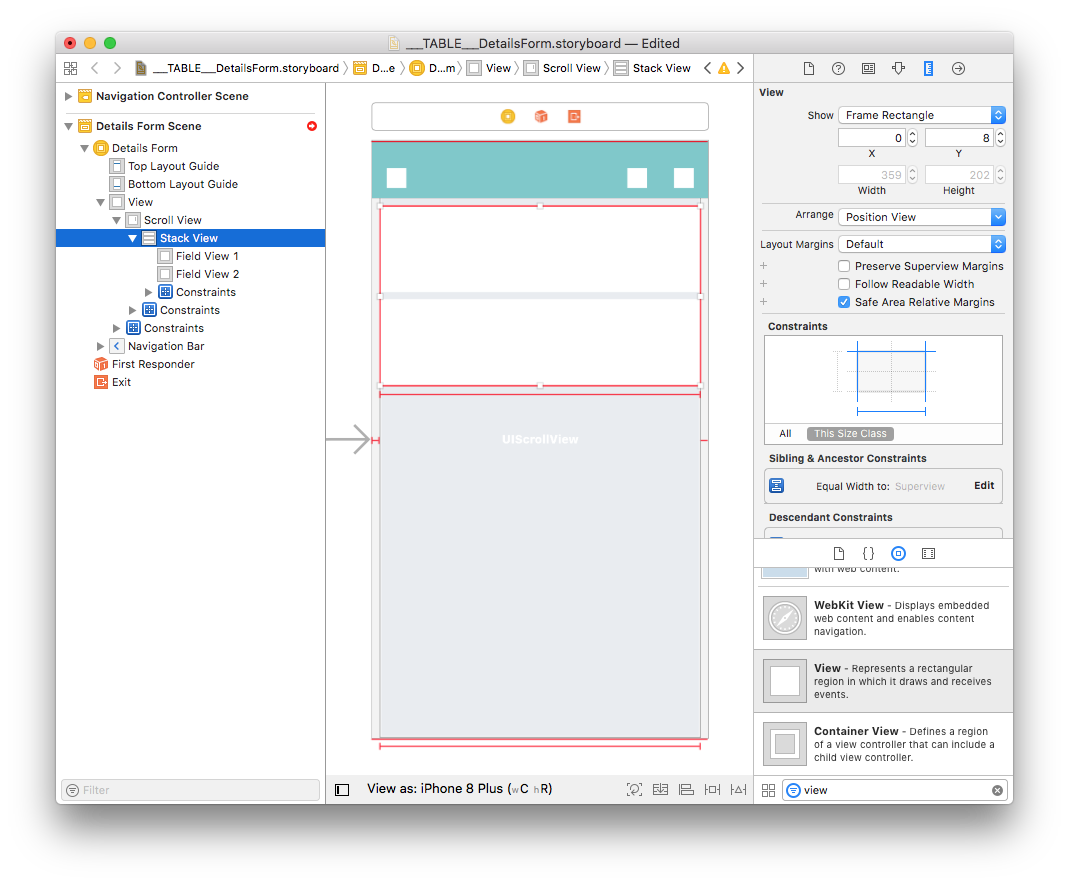 ___TABLE___DetailsForm.storyboard — Edited
___TABLE___DetailsForm.storyboard
D...e
D...m
View
Scroll View
Stack View
Navigation Controller Scene
Details Form Scene
Details Form
Top Layout Guide
Bottom Layout Guide
View
Scroll View
Stack View
Field View 1
Field View 2
Constraints
Constraints
Constraints
Navigation Bar
First Responder
Exit
Filter
UIScrollView
View as: iPhone 8 Plus (wC hR)
View
Show Frame Rectangle
0 8
X Y
359 202
Width Height
Arrange Position View
Layout Margins Default
Preserve Superview Margins
Follow Readable Width
Safe Area Relative Margins
Constraints
All This Size Class
Sibling & Ancestor Constraints
Equal Width to: Superview Edit
Descendant Constraints
with web content.
WebKit View - Displays embedded
web content and enables content
navigation.
View - Represents a rectangular
region in which it draws and receives
events.
Container View - Defines a region
of a view controller that can include a
child view controller.
view